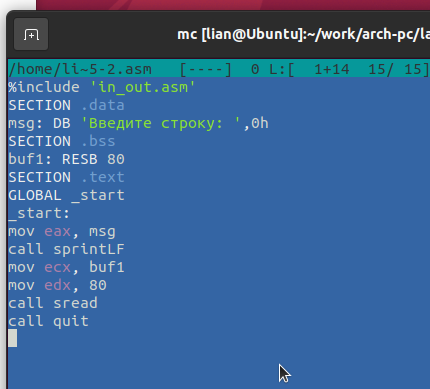 mc [lian@Ubuntu]:~/work/arch-pc/la
/home/li~5-2.asm   [----]  0 L:[  1+14  15/ 15]
%include 'in_out.asm'
SECTION .data
msg: DB 'Введите строку: ',0h
SECTION .bss
buf1: RESB 80
SECTION .text
GLOBAL _start
_start:
mov eax, msg
call sprintLF
mov ecx, buf1
mov edx, 80
call sread
call quit